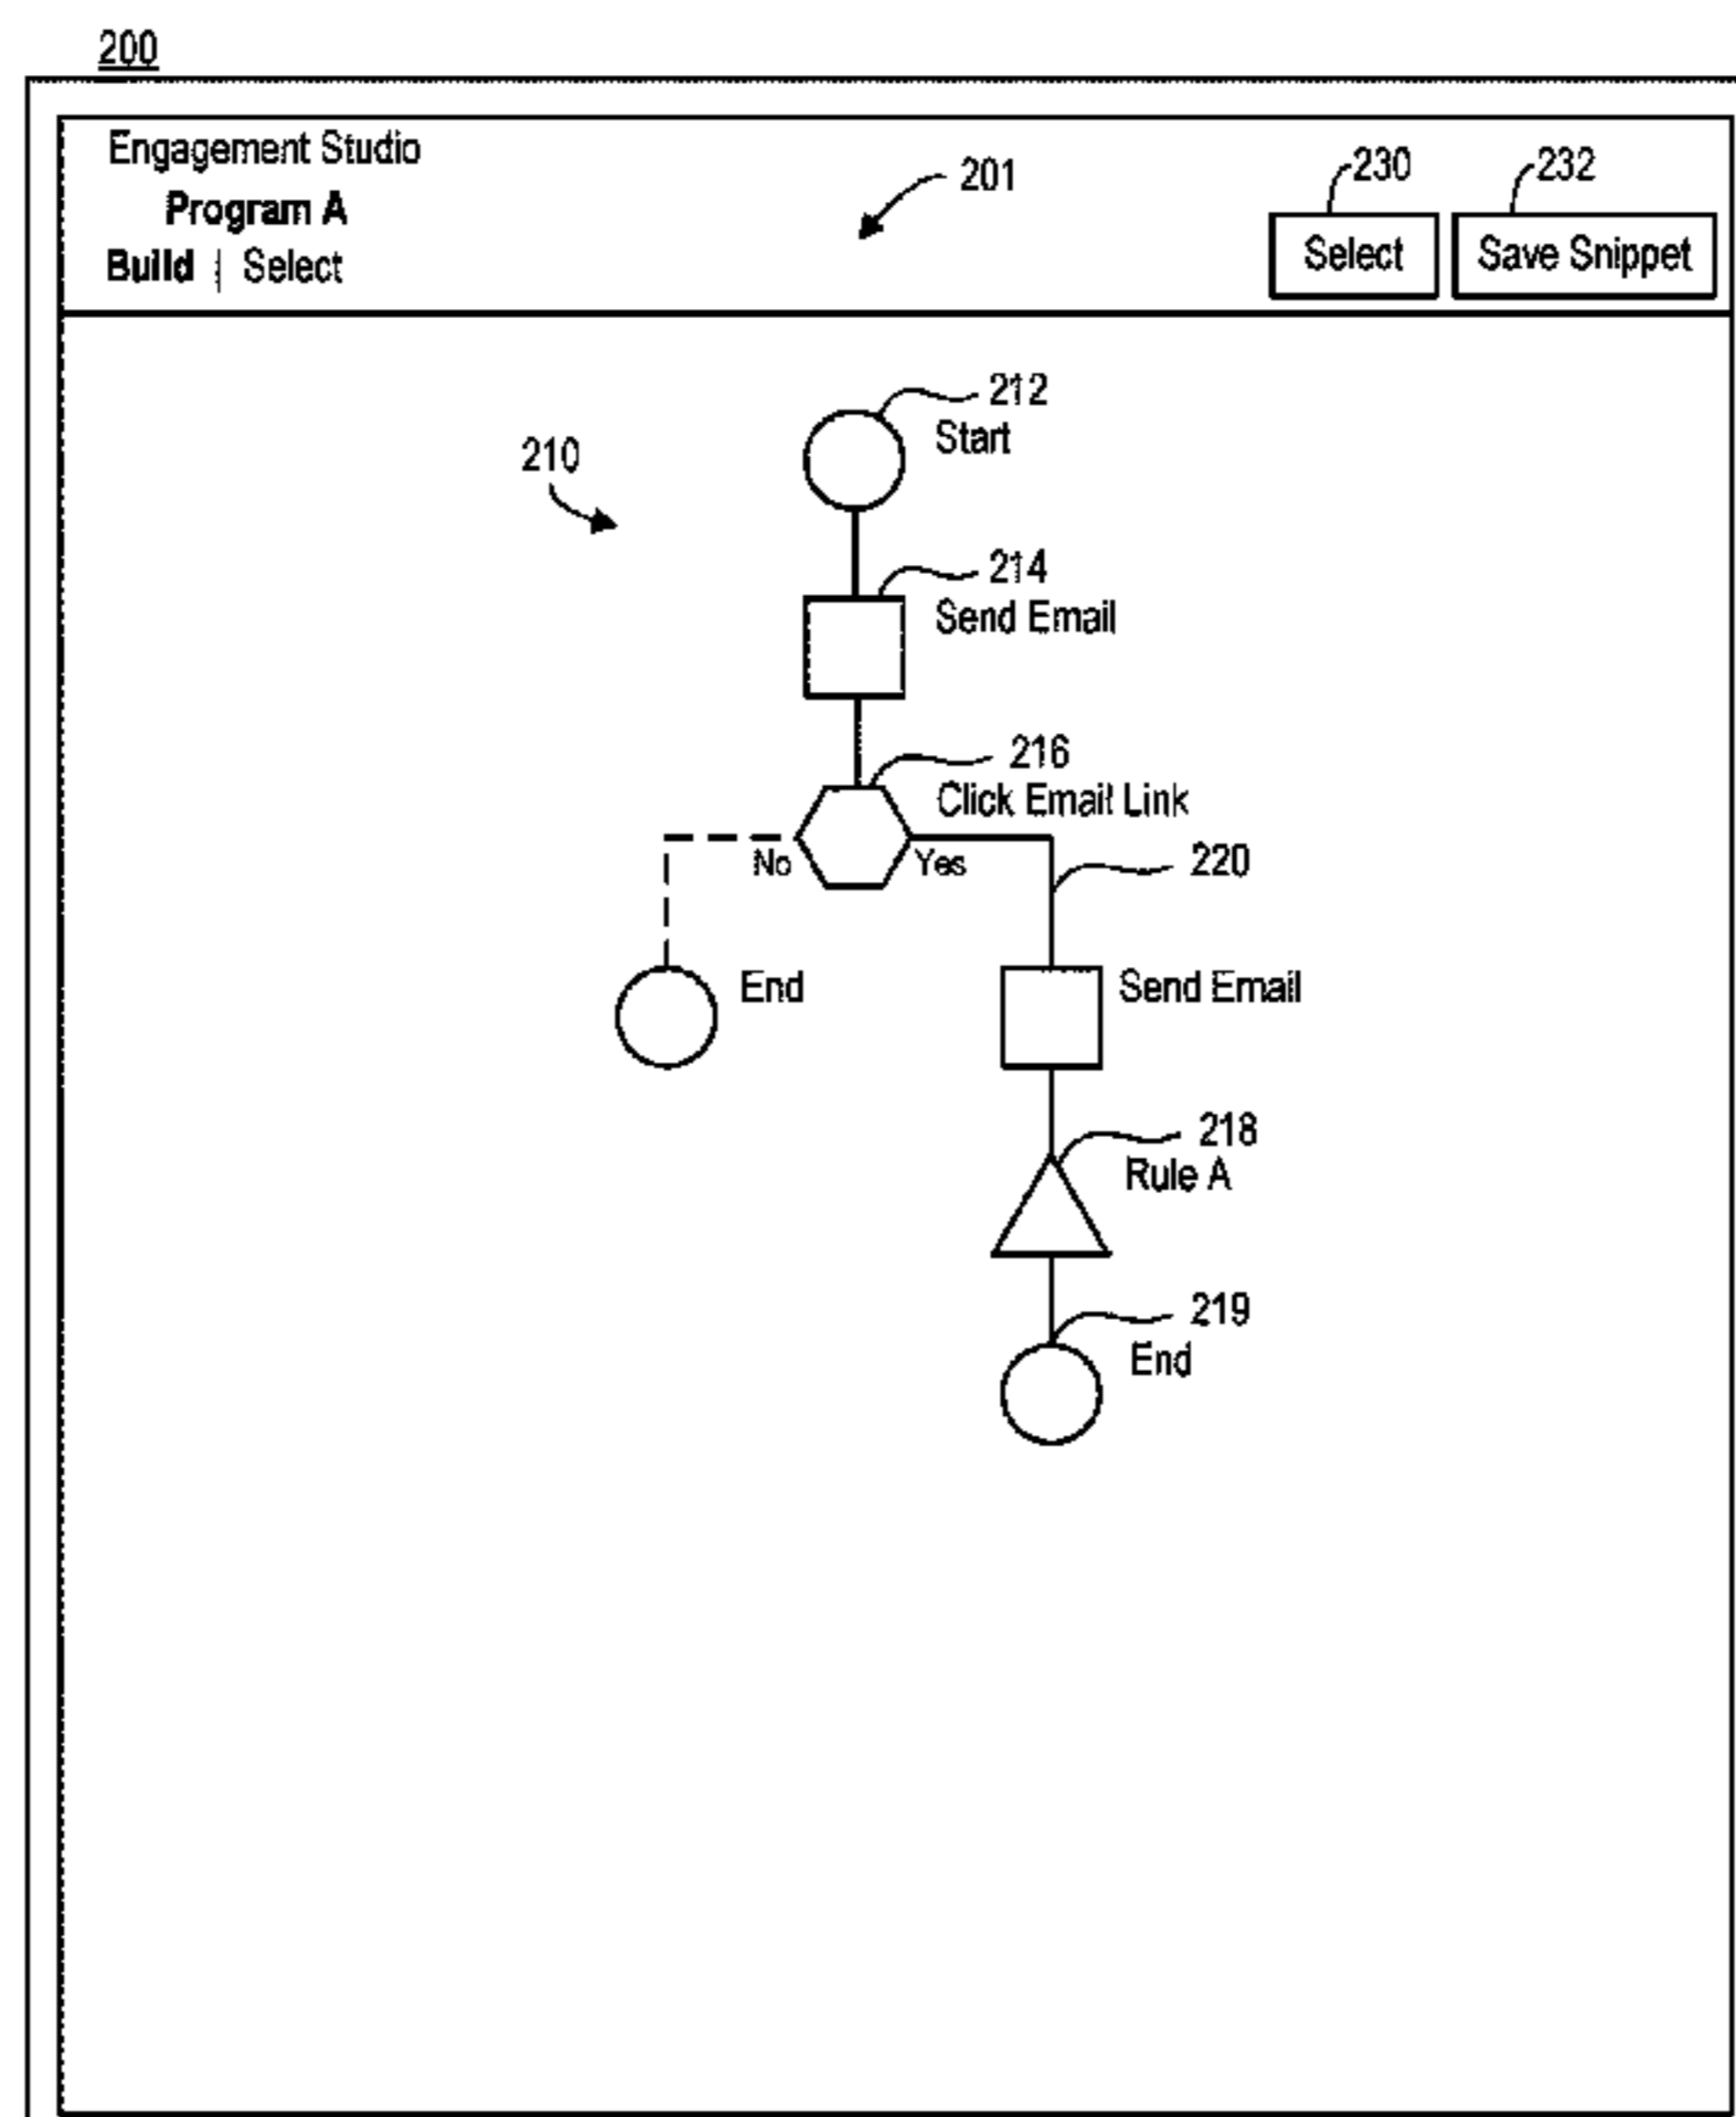 200
Engagement Studio
Program A
Build | Select
201
230
232
Select
Save Snippet
212
Start
210
214
Send Email
216
Click Email Link
No
Yes
220
End
Send Email
218
Rule A
219
End